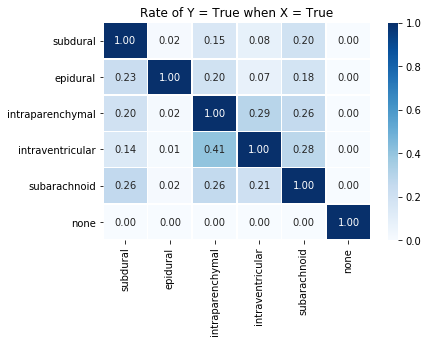 Rate of Y = True when X = True
subdural 1.00 0.02 0.15 0.08 0.20 0.00
epidural 0.23 1.00 0.20 0.07 0.18 0.00
intraparenchymal 0.20 0.02 1.00 0.29 0.26 0.00
intraventricular 0.14 0.01 0.41 1.00 0.28 0.00
subarachnoid 0.26 0.02 0.26 0.21 1.00 0.00
none 0.00 0.00 0.00 0.00 0.00 1.00
subdural
epidural
intraparenchymal
intraventricular
subarachnoid
none
1.0
0.8
0.6
0.4
0.2
0.0